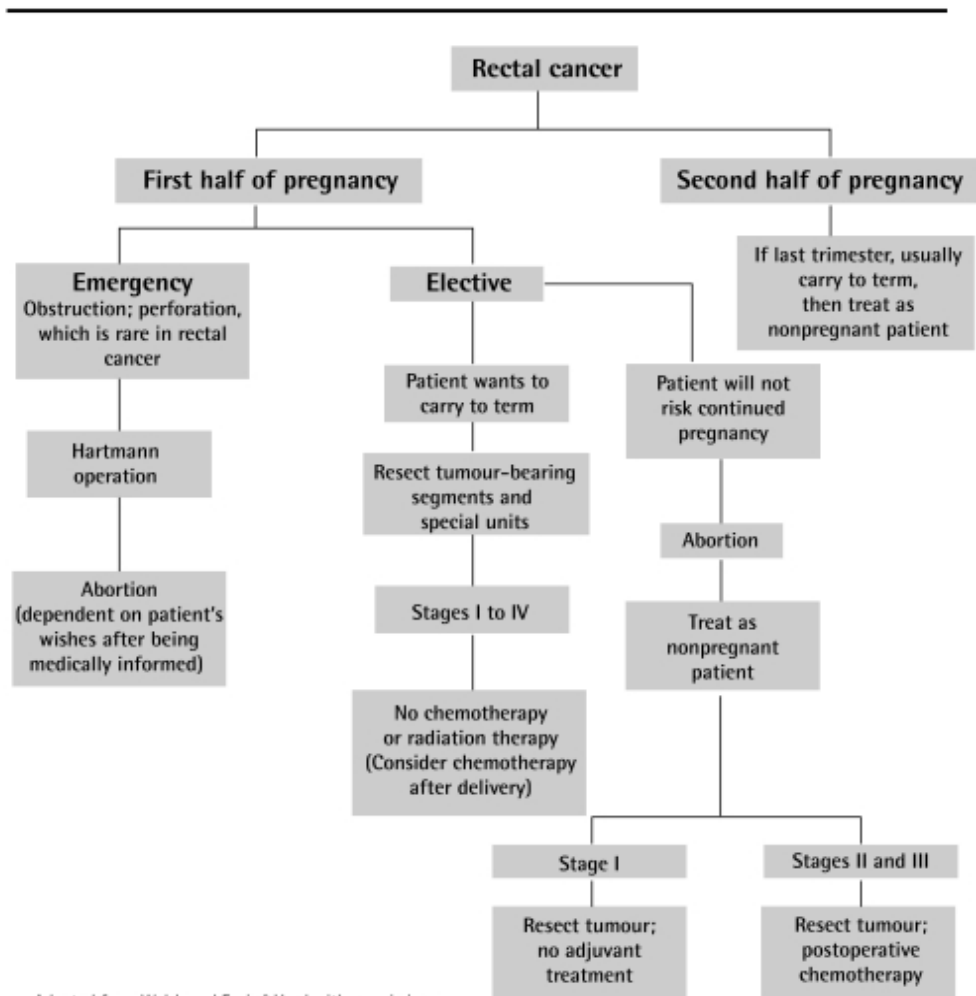 Rectal cancer
First half of pregnancy
Second half of pregnancy
Emergency
Obstruction; perforation,
which is rare in rectal
cancer
Elective
If last trimester, usually
carry to term,
then treat as
nonpregnant patient
Patient wants to
carry to term
Patient will not
risk continued
pregnancy
Hartmann
operation
Resect tumour-bearing
segments and
special units
Abortion
Abortion
(dependent on patient's
wishes after being
medically informed)
Stages I to IV
Treat as
nonpregnant
patient
No chemotherapy
or radiation therapy
(Consider chemotherapy
after delivery)
Stage I
Stages II and III
Resect tumour;
no adjuvant
treatment
Resect tumour;
postoperative
chemotherapy